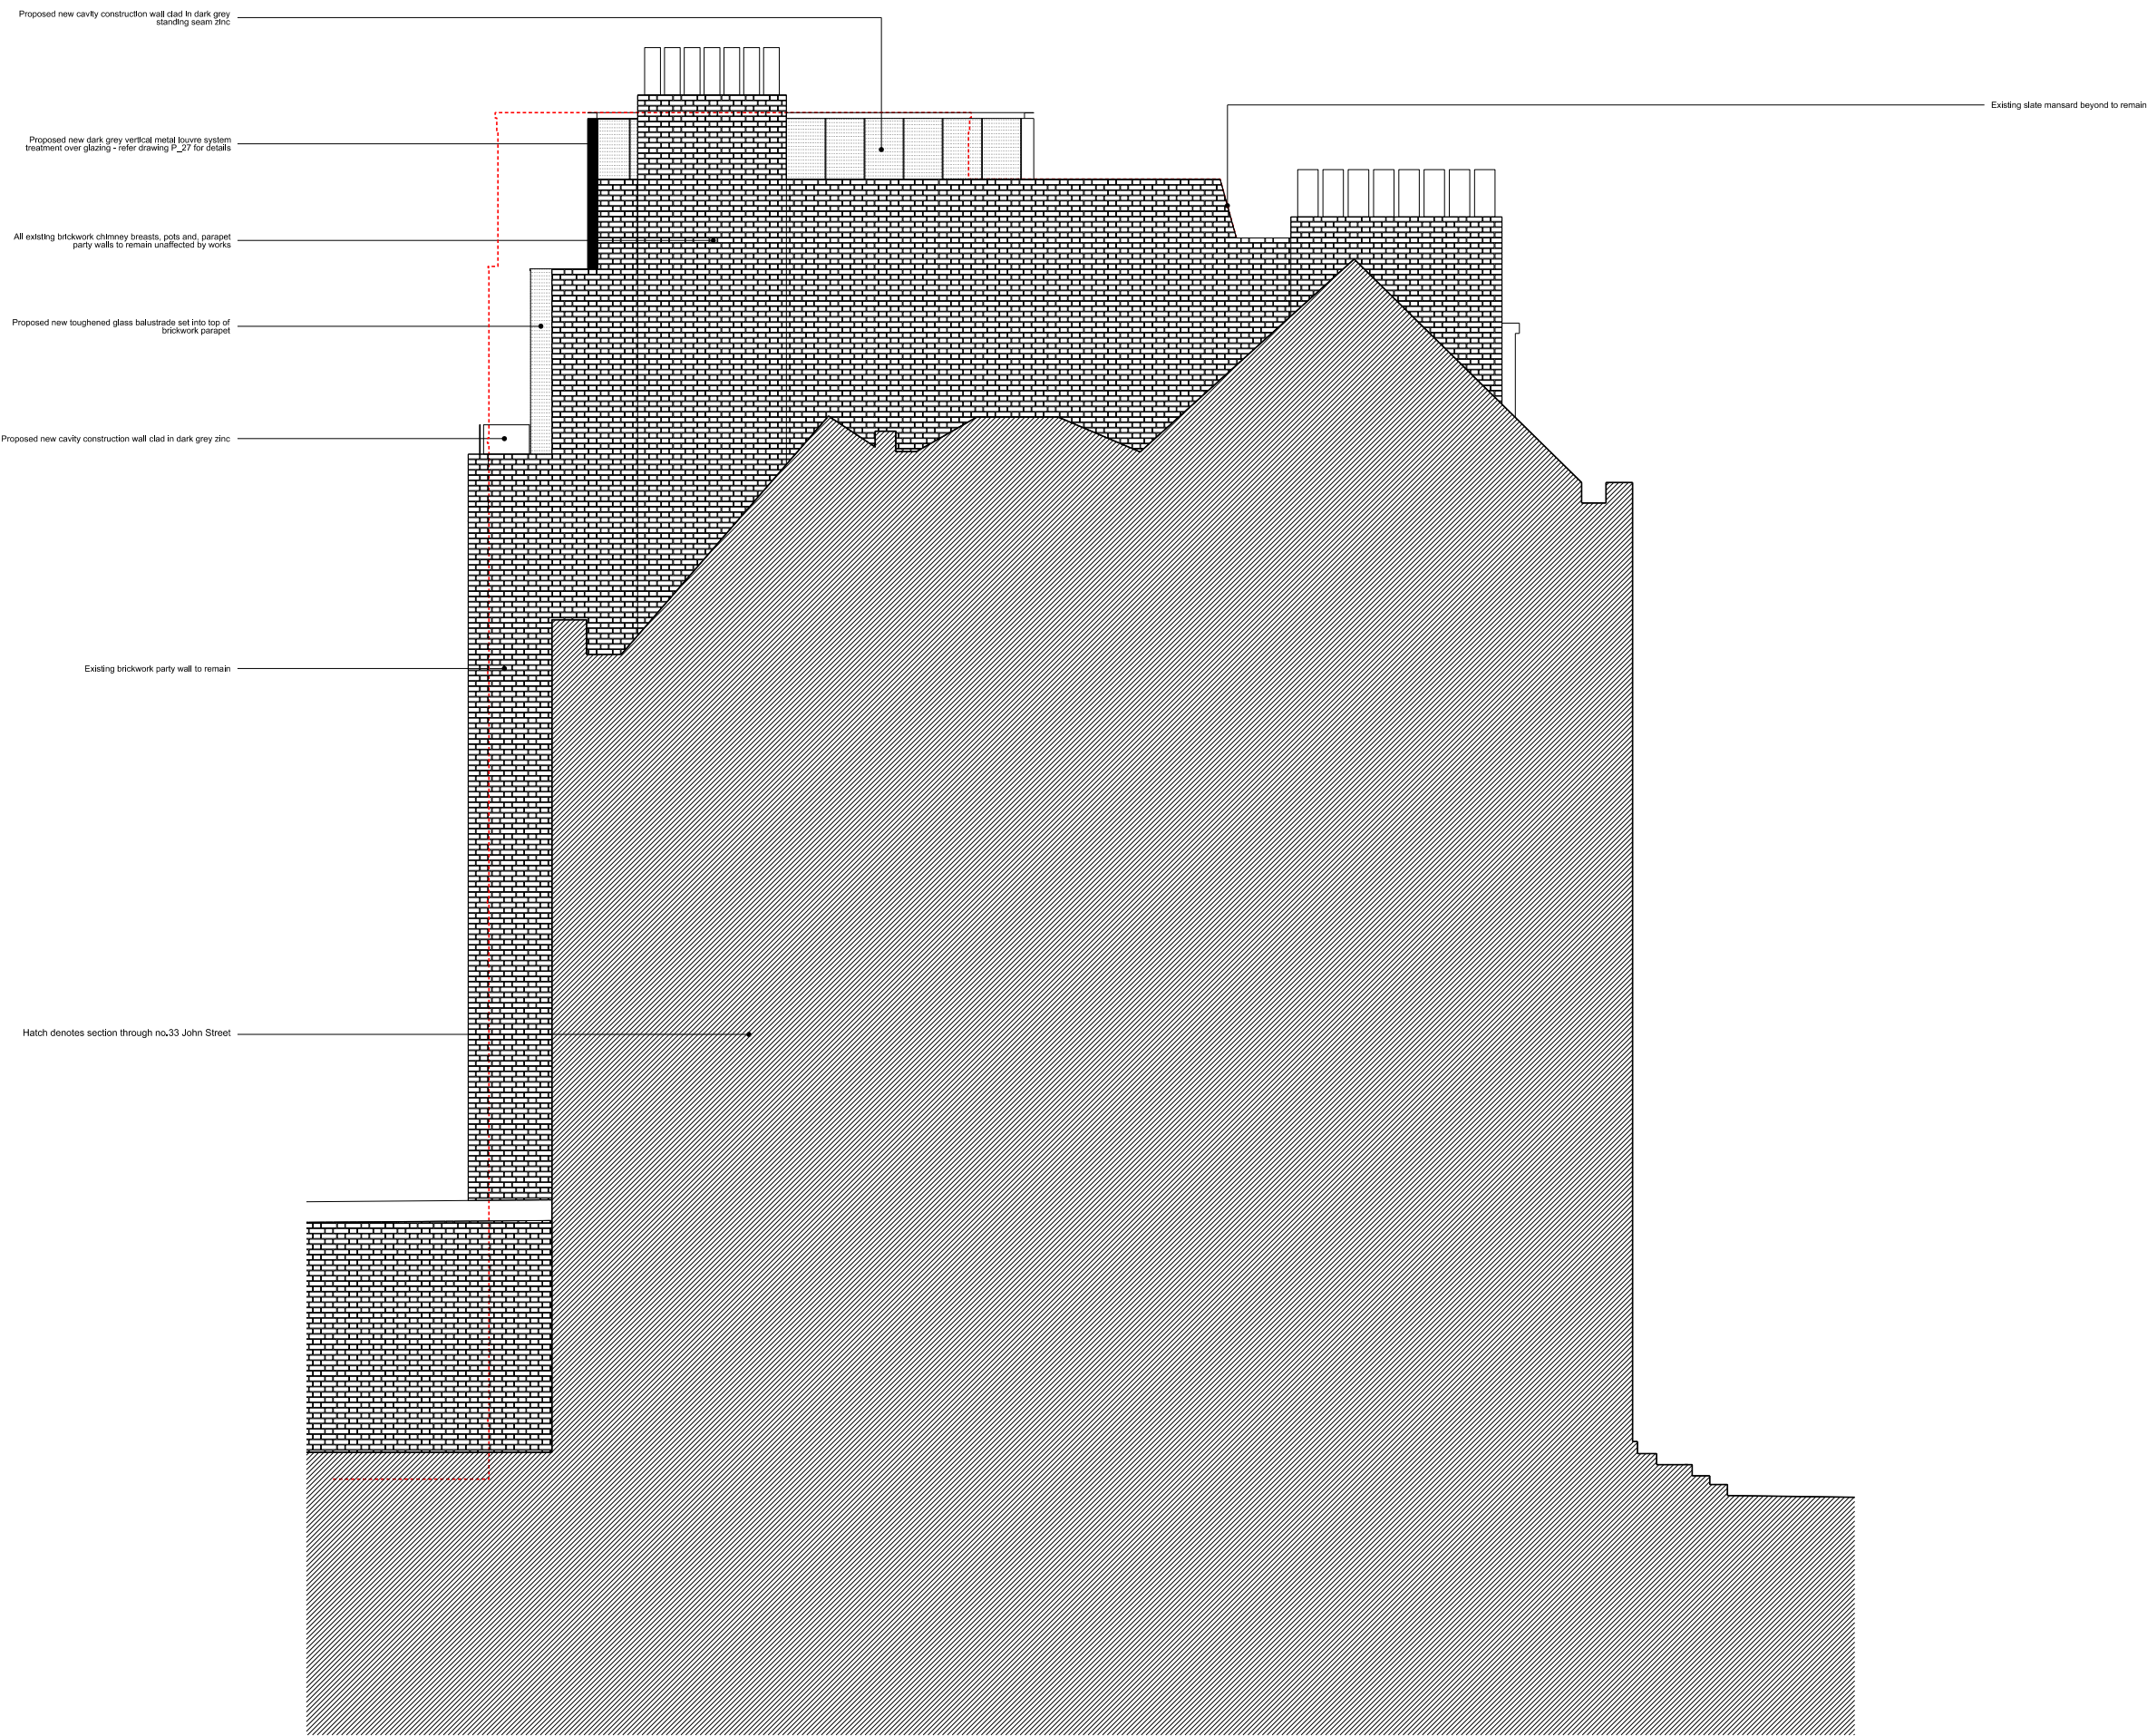 Proposed new cavity construction wall clad in dark grey
standing seam zinc
Existing slate mansard beyond to remain
Proposed new dark grey vertical metal louvre system
treatment over glazing - refer drawing P_27 for details
All existing brickwork chimney breasts, pots and, parapet
party walls to remain unaffected by works
Proposed new toughened glass balustrade set into top of
brickwork parapet
Proposed new cavity construction wall clad in dark grey zinc
Existing brickwork party wall to remain
Hatch denotes section through no.33 John Street